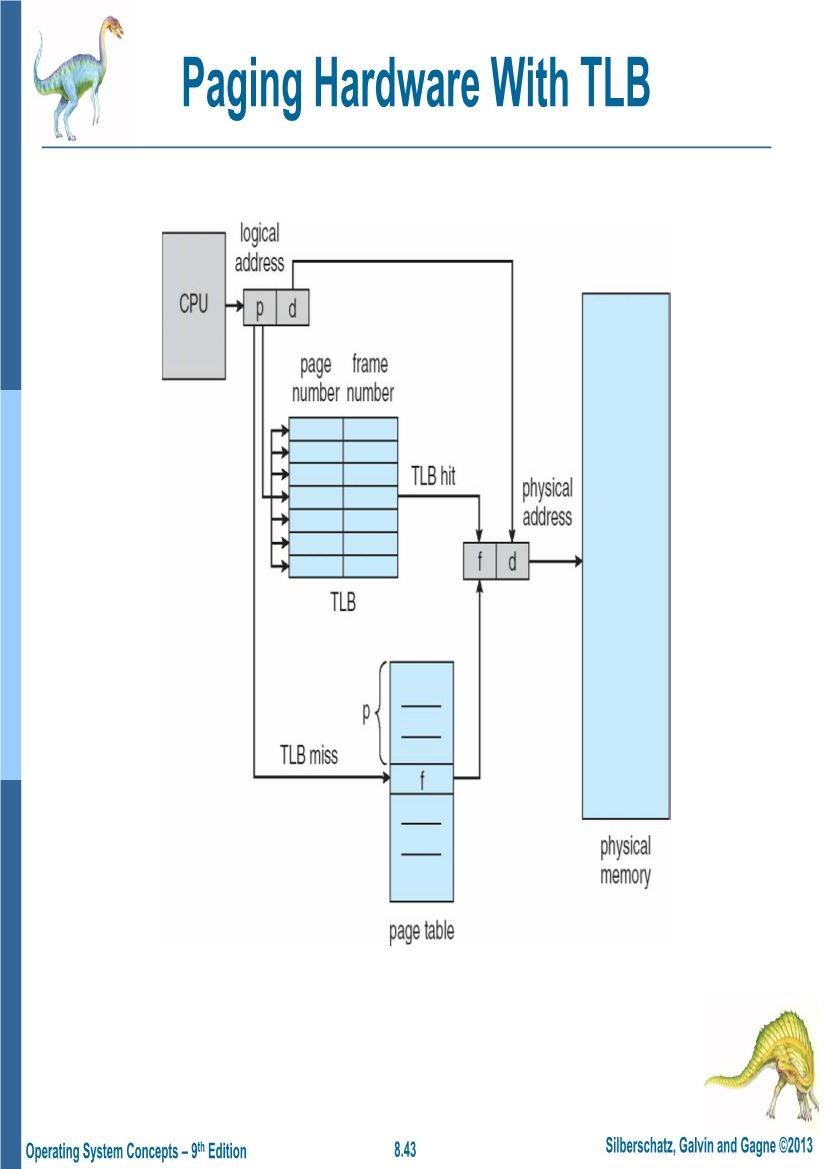 Paging Hardware With TLB
logical
address
CPU
p d
page frame
number number
TLB hit
physical
address
f d
TLB
p
TLB miss
f
physical
memory
page table
Operating System Concepts – 9th Edition
8.43
Silberschatz, Galvin and Gagne ©2013